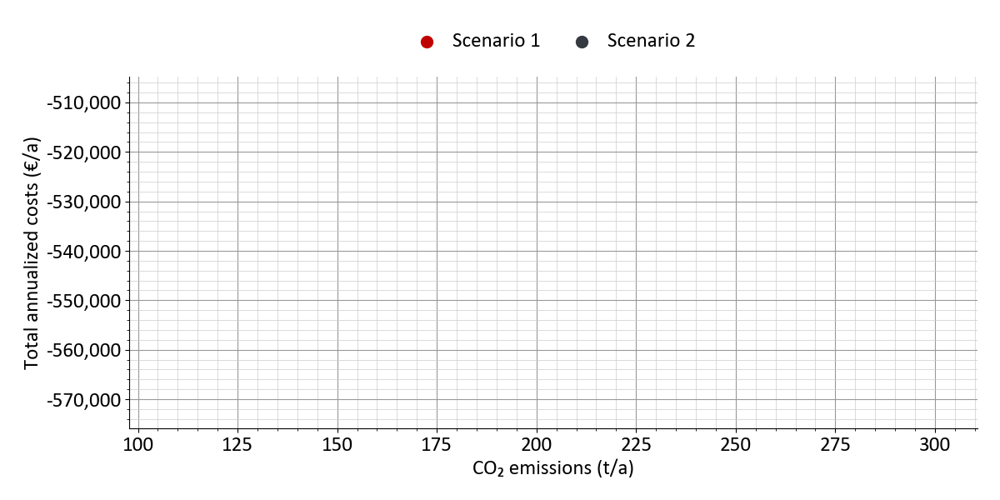 Scenario 1 Scenario 2
Total annualized costs (€/a)
-510,000
-520,000
-530,000
-540,000
-550,000
-560,000
-570,000
100 125 150 175 200 225 250 275 300
CO₂ emissions (t/a)